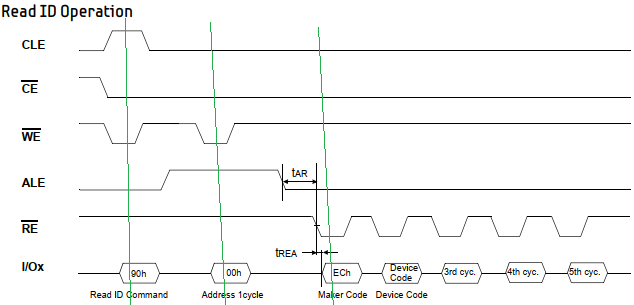 Read ID Operation
CLE
CE
WE
ALE
tAR
RE
tREA
I/Ox
90h
00h
ECh
Device
Code
3rd cyc.
4th cyc.
5th cyc.
Read ID Command
Address 1cycle
Maker Code
Device Code